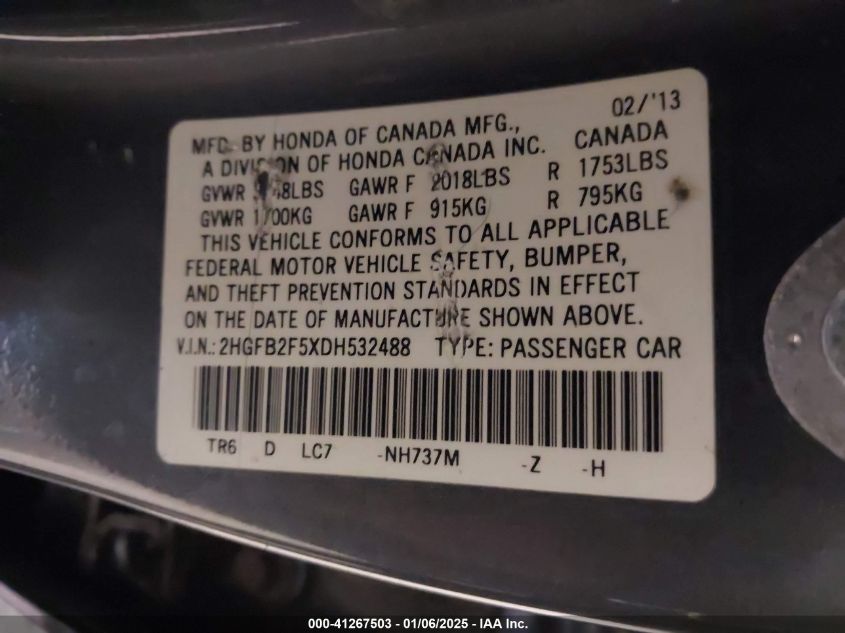 02/'13
MFD. BY HONDA OF CANADA MFG.,
A DIVISION OF HONDA CANADA INC. CANADA
GVWR GAWR F 2018LBS R 1753LBS
GVWR 1700KG GAWR F 915KG R 795KG
THIS VEHICLE CONFORMS TO ALL APPLICABLE
FEDERAL MOTOR VEHICLE SAFETY, BUMPER,
AND THEFT PREVENTION STANDARDS IN EFFECT
ON THE DATE OF MANUFACTURE SHOWN ABOVE.
V.I.N.: 2HGFB2F5XDH532488 TYPE: PASSENGER CAR
TR6 D LC7 -NH737M -Z -H
000-41267503 - 01/06/2025 - IAA Inc.